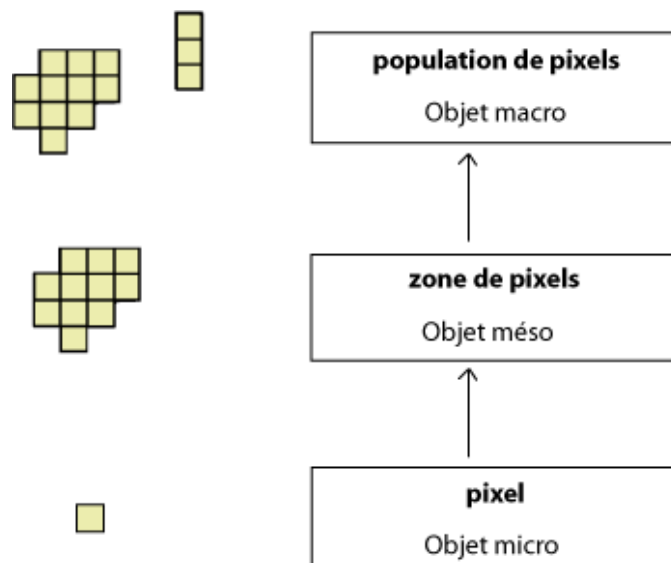 population de pixels
Objet macro
zone de pixels
Objet méso
pixel
Objet micro